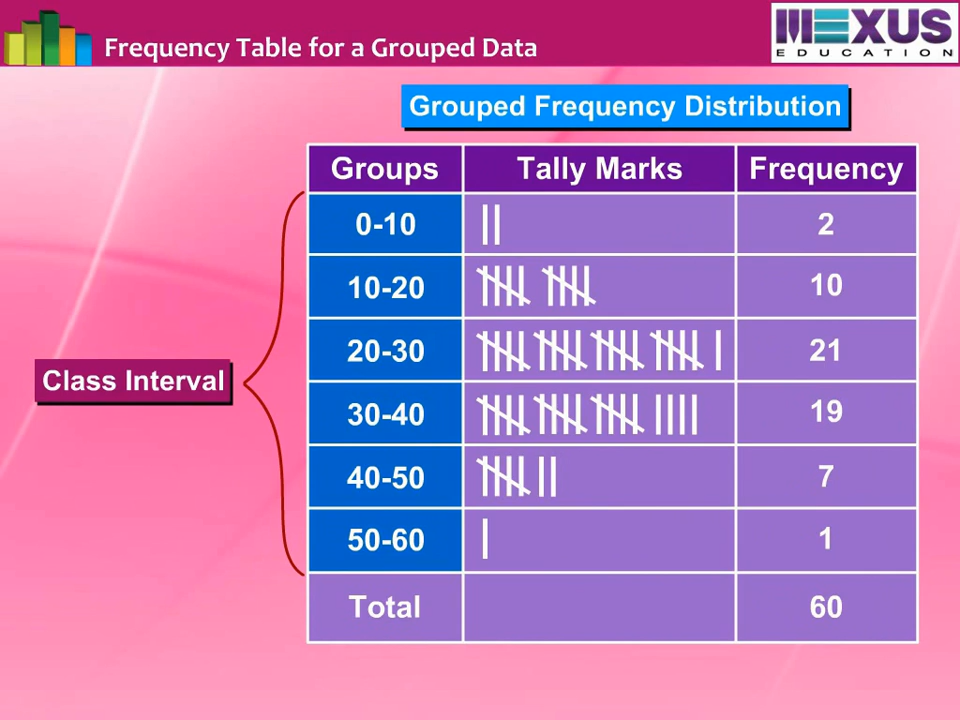 Frequency Table for a Grouped Data
MEXUS
EDUCATION
Grouped Frequency Distribution
Groups Tally Marks Frequency
0-10 2
10-20 10
20-30 21
Class Interval
30-40 19
40-50 7
50-60 1
Total 60